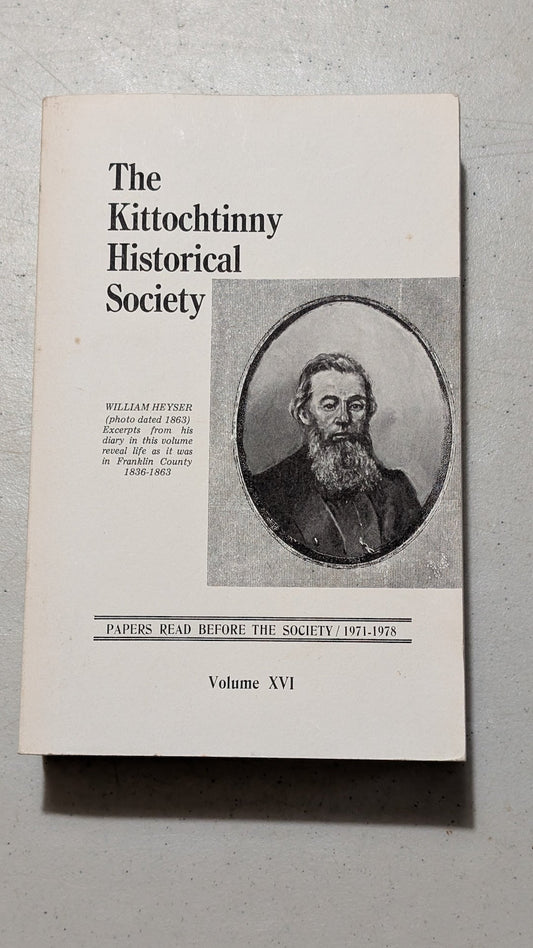 The
Kittochtinny
Historical
Society
WILLIAM HEYSER
(photo dated 1863)
Excerpts from his
diary in this volume
reveal life as it was
in Franklin County
1836-1863
PAPERS READ BEFORE THE SOCIETY / 1971-1978
Volume XVI